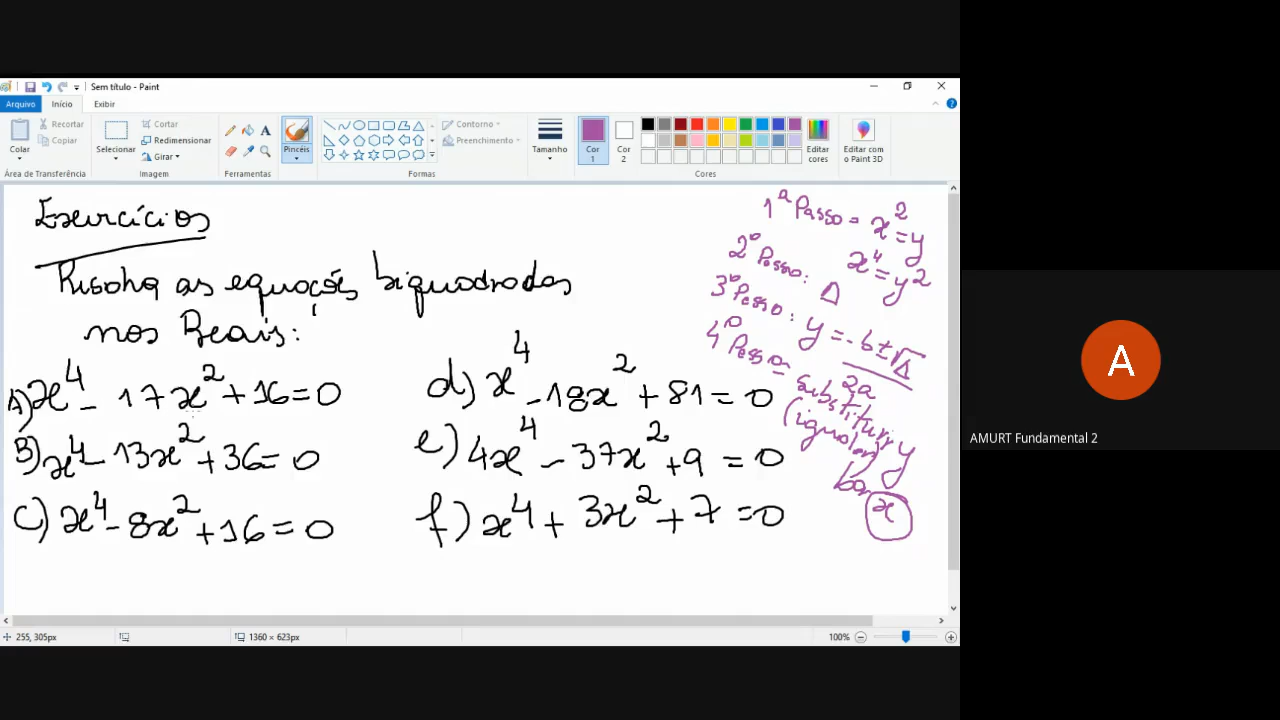 Sem título - Paint
Arquivo Início Exibir
Colar
Recortar
Copiar
Área de Transferência
Selecionar
Cortar
Redimensionar
Girar
Imagem
A
Ferramentas
Pincéis
Formas
Contorno
Preenchimento
Tamanho
Cor 1
Cor 2
Editar cores
Cores
Editar com o Paint 3D
Exercícios
Resolva as equações biquadradas
nos Reais:
A) x⁴ - 17x² + 16 = 0
B) x⁴ - 13x² + 36 = 0
C) x⁴ - 8x² + 16 = 0
d) x⁴ - 18x² + 81 = 0
e) 4x⁴ - 37x² + 9 = 0
f) x⁴ + 3x² + 7 = 0
1º Passo = x² = y
x⁴ = y²
2º Passo: Δ
3º Passo: y = -b ± √Δ
2a
4º Passo =
substituir y
(igualar)
com
x
255, 305px
1360 × 623px
100%
A
AMURT Fundamental 2